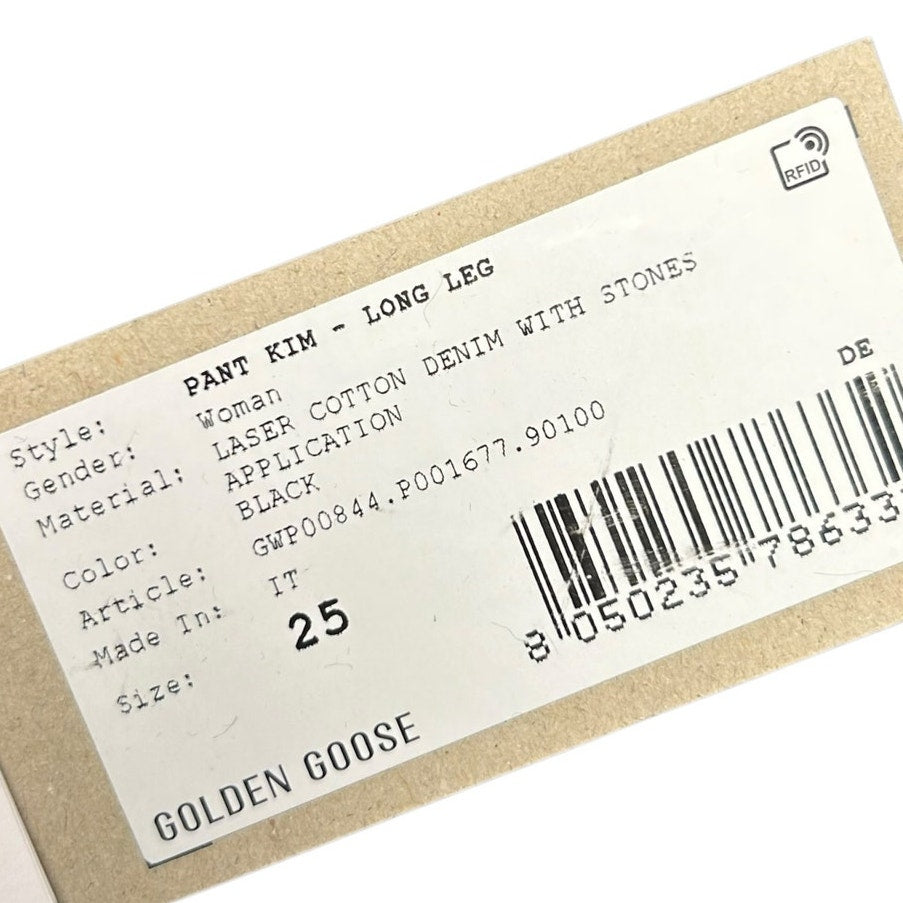 RFID
Style: PANT KIM - LONG LEG
Gender: Woman
Material: LASER COTTON DENIM WITH STONES
APPLICATION
Color: BLACK
Article: GWP00844.P001677.90100
Made In: IT
Size: 25
DE
8 050235 78633
GOLDEN GOOSE